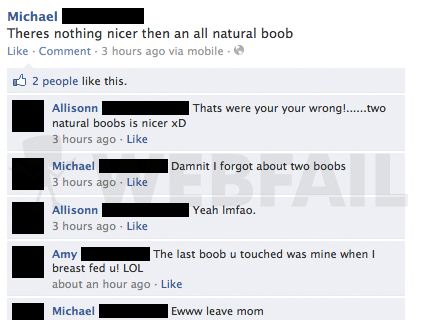 Michael
Theres nothing nicer then an all natural boob
Like · Comment · 3 hours ago via mobile ·
2 people like this.
Allisonn Thats were your your wrong!......two
natural boobs is nicer xD
3 hours ago · Like
Michael Damnit I forgot about two boobs
3 hours ago · Like
WEBFAIL
Allisonn Yeah lmfao.
3 hours ago · Like
Amy The last boob u touched was mine when I
breast fed u! LOL
about an hour ago · Like
Michael Ewww leave mom